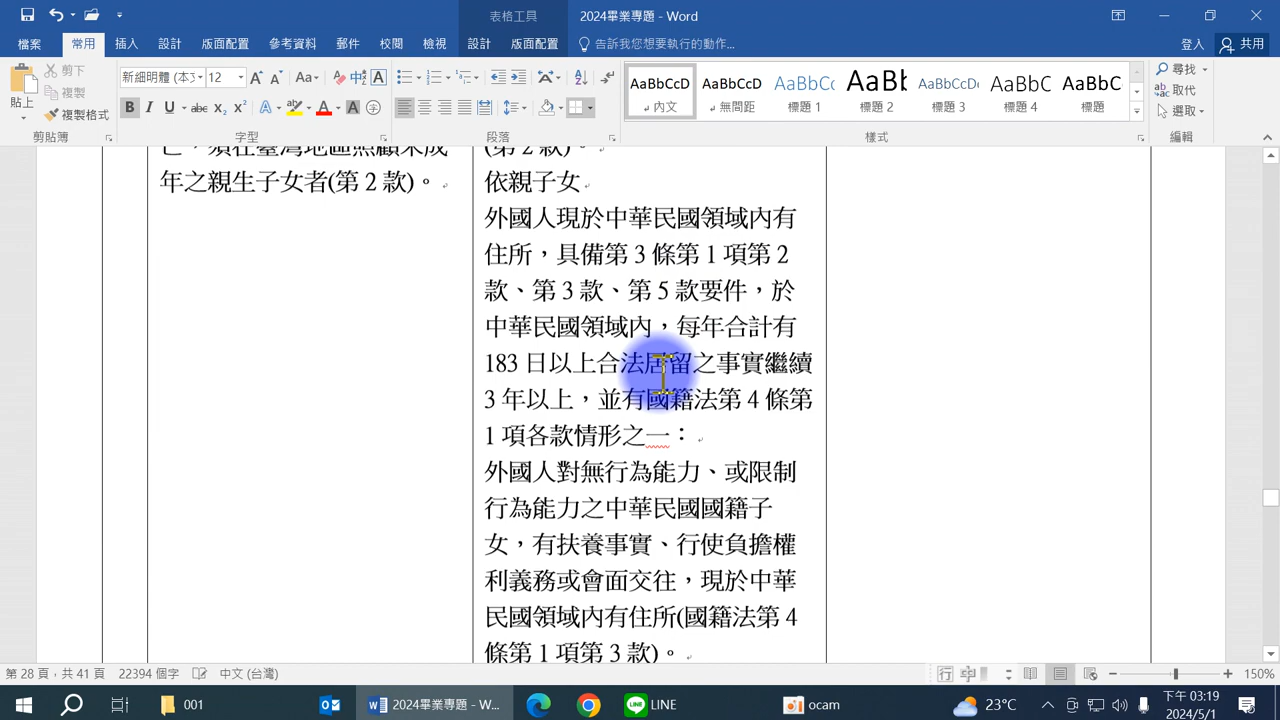 表格工具
2024畢業專題 - Word
檔案 常用 插入 設計 版面配置 參考資料 郵件 校閱 檢視 設計 版面配置 告訴我您想要執行的動作... 登入 共用
貼上 剪下 複製 複製格式
新細明體 (本文 12
AaBbCcD AaBbCcD AaBbCc AaBb AaBbCcDd AaBbC AaBbC
內文 無間距 標題 1 標題 2 標題 3 標題 4 標題
尋找 取代 選取
剪貼簿 字型 段落 樣式 編輯
年之親生子女者(第 2 款)。
(第 2 款)。
依親子女
外國人現於中華民國領域內有
住所，具備第 3 條第 1 項第 2
款、第 3 款、第 5 款要件，於
中華民國領域內，每年合計有
183 日以上合法居留之事實繼續
3 年以上，並有國籍法第 4 條第
1 項各款情形之一：
外國人對無行為能力、或限制
行為能力之中華民國國籍子
女，有扶養事實、行使負擔權
利義務或會面交往，現於中華
民國領域內有住所(國籍法第 4
條第 1 項第 3 款)。
第 28 頁，共 41 頁 22394 個字 中文 (台灣) 150%
001 2024畢業專題 - W... LINE ocam 23°C 下午 03:19
2024/5/1